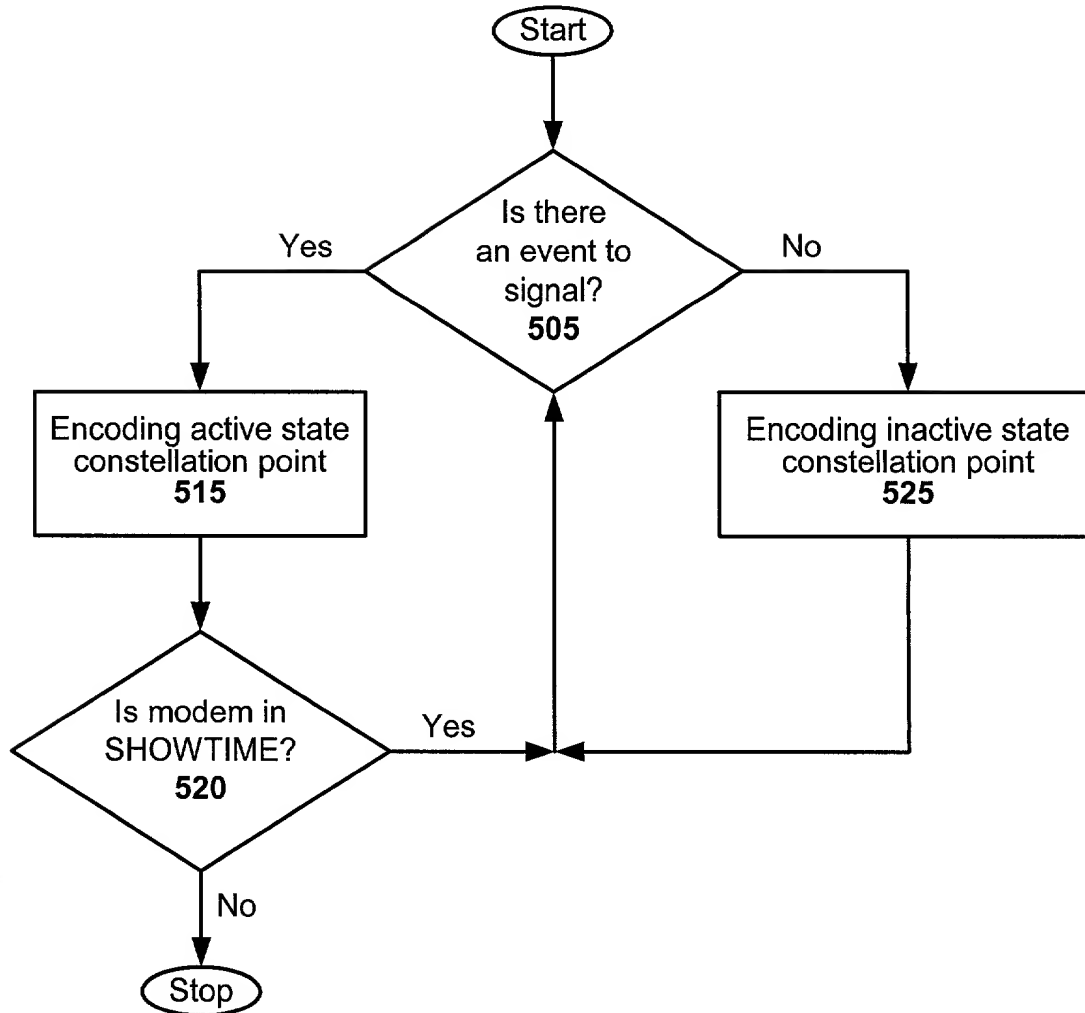 Start
Is there
an event to
signal?
505
Yes
No
Encoding active state
constellation point
515
Encoding inactive state
constellation point
525
Is modem in
SHOWTIME?
520
Yes
No
Stop